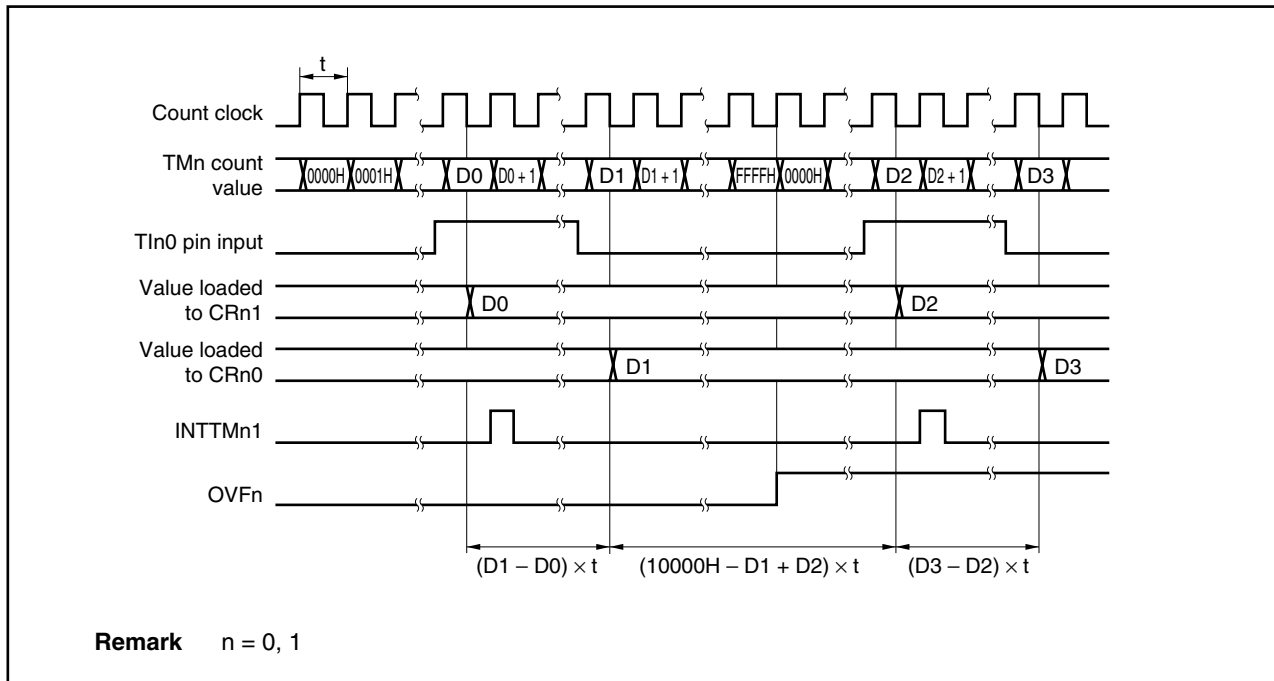 t
Count clock
TMn count
value
0000H 0001H D0 D0 + 1 D1 D1 + 1 FFFFH 0000H D2 D2 + 1 D3
TIn0 pin input
Value loaded
to CRn1
D0 D2
Value loaded
to CRn0
D1 D3
INTTMn1
OVFn
(D1 – D0) × t (10000H – D1 + D2) × t (D3 – D2) × t
Remark n = 0, 1